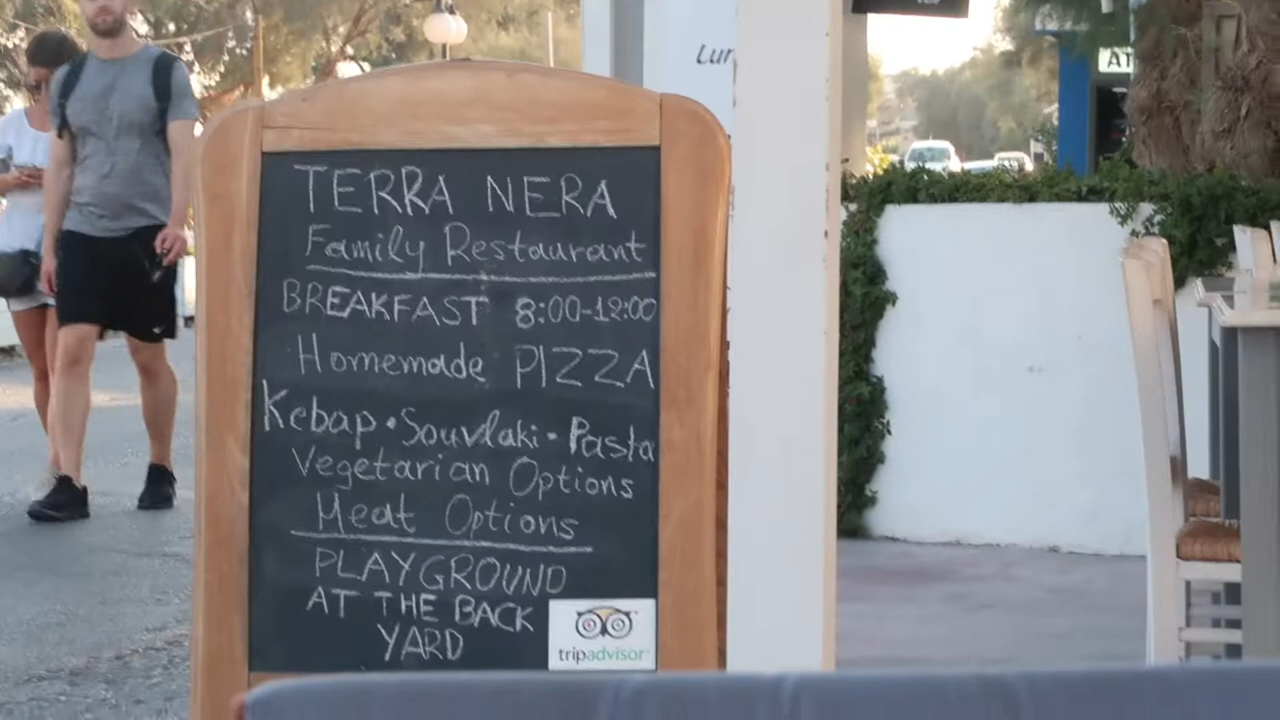 TERRA NERA
Family Restaurant
BREAKFAST 8:00-12:00
Homemade PIZZA
Kebap • Souvlaki - Pasta
Vegetarian Options
Meat Options
PLAYGROUND
AT THE BACK
YARD
tripadvisor
AT